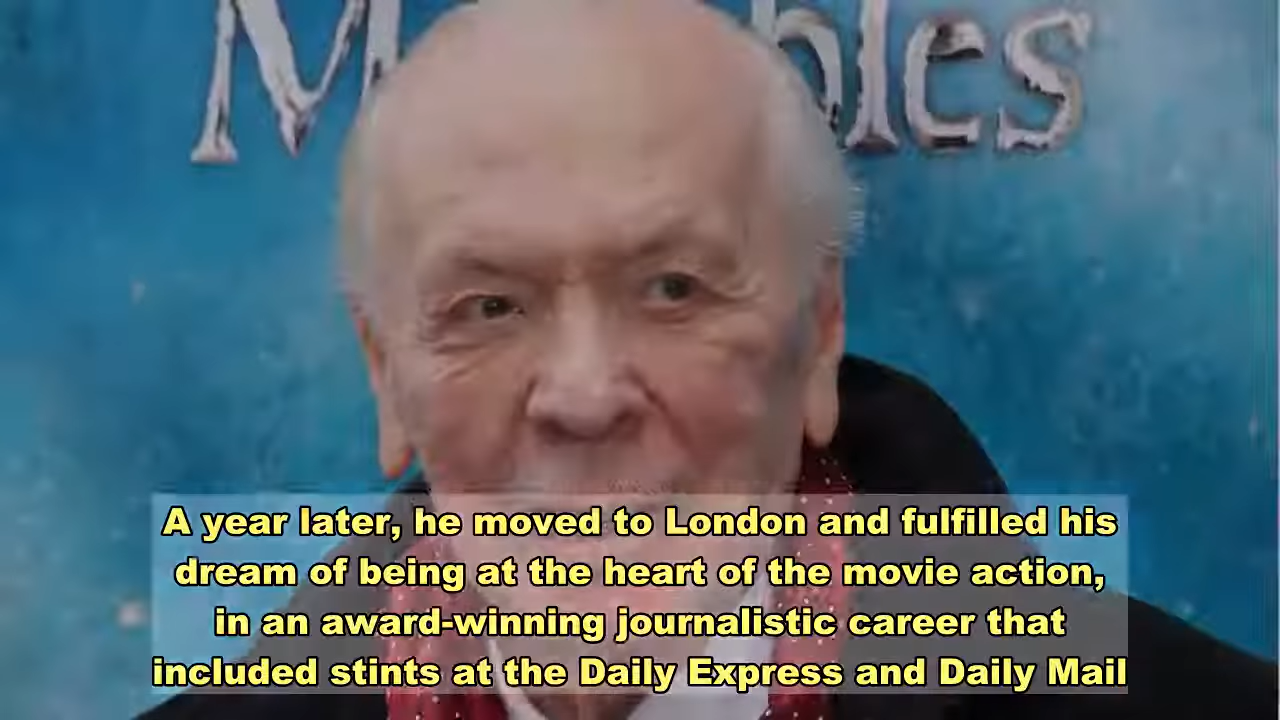 M bles
A year later, he moved to London and fulfilled his
dream of being at the heart of the movie action,
in an award-winning journalistic career that
included stints at the Daily Express and Daily Mail